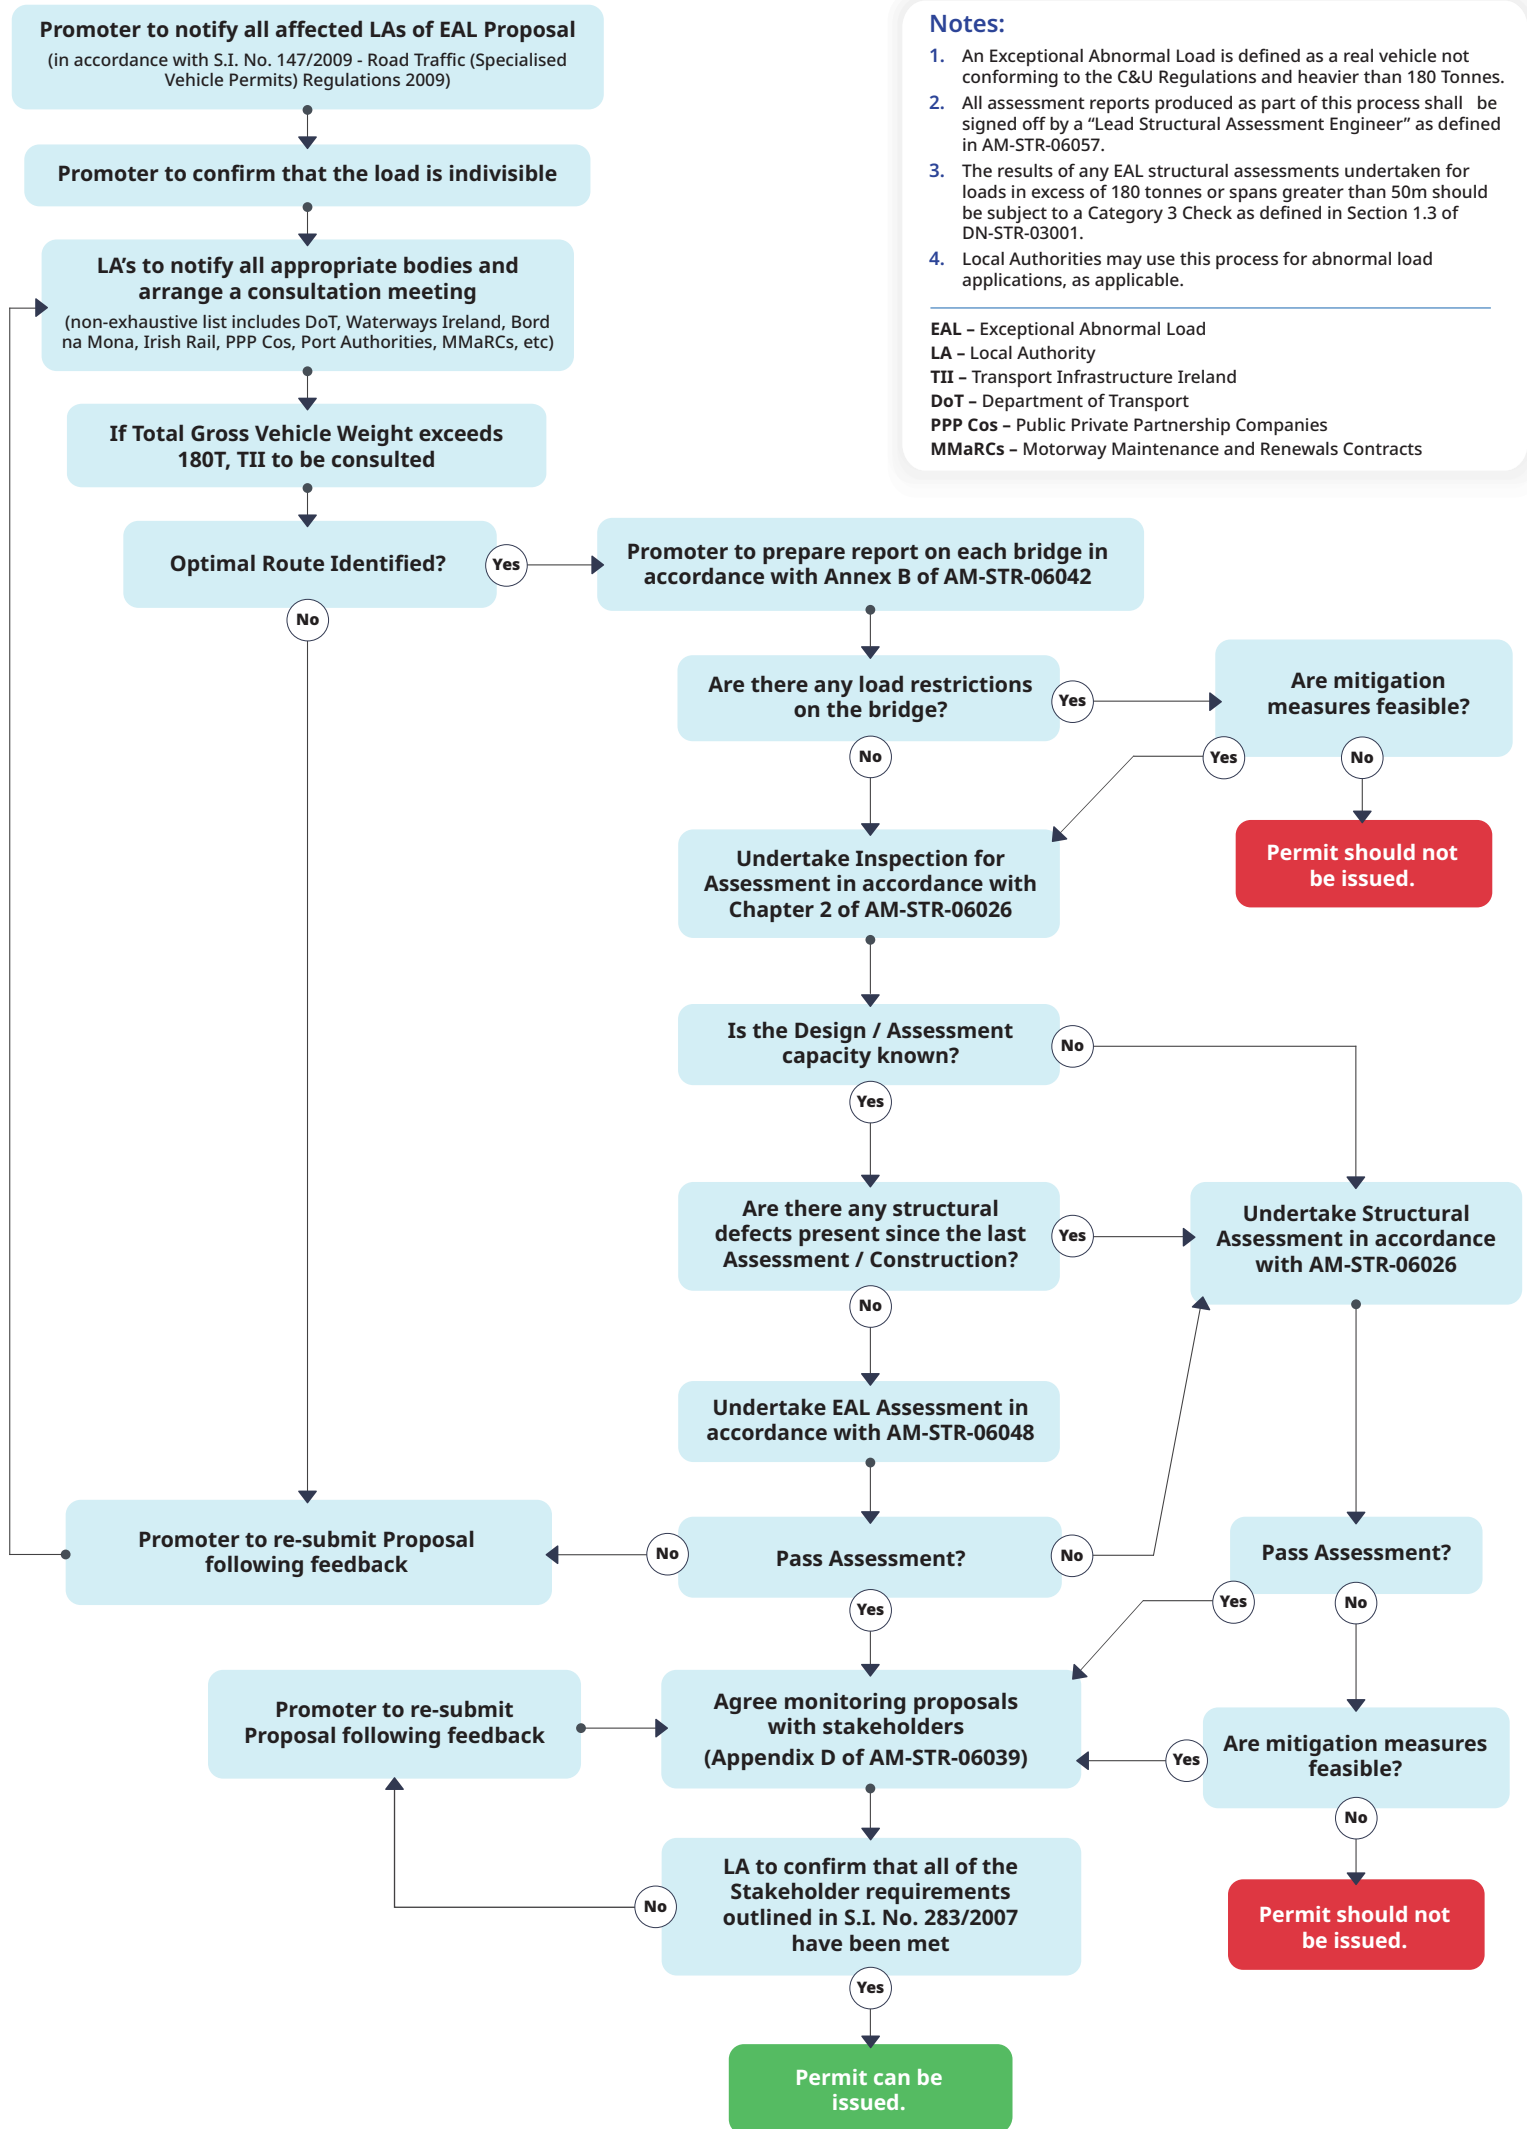 Promoter to notify all affected LAs of EAL Proposal
(in accordance with S.I. No. 147/2009 - Road Traffic (Specialised
Vehicle Permits) Regulations 2009)
Promoter to confirm that the load is indivisible
LA's to notify all appropriate bodies and
arrange a consultation meeting
(non-exhaustive list includes DoT, Waterways Ireland, Bord
na Mona, Irish Rail, PPP Cos, Port Authorities, MMaRCs, etc)
If Total Gross Vehicle Weight exceeds
180T, TII to be consulted
Optimal Route Identified?
Yes
No
Notes:
1. An Exceptional Abnormal Load is defined as a real vehicle not
conforming to the C&U Regulations and heavier than 180 Tonnes.
2. All assessment reports produced as part of this process shall be
signed off by a “Lead Structural Assessment Engineer” as defined
in AM-STR-06057.
3. The results of any EAL structural assessments undertaken for
loads in excess of 180 tonnes or spans greater than 50m should
be subject to a Category 3 Check as defined in Section 1.3 of
DN-STR-03001.
4. Local Authorities may use this process for abnormal load
applications, as applicable.
EAL – Exceptional Abnormal Load
LA – Local Authority
TII – Transport Infrastructure Ireland
DoT – Department of Transport
PPP Cos – Public Private Partnership Companies
MMaRCs – Motorway Maintenance and Renewals Contracts
Promoter to prepare report on each bridge in
accordance with Annex B of AM-STR-06042
Are there any load restrictions
on the bridge?
Yes
No
Are mitigation
measures feasible?
Yes
No
Permit should not
be issued.
Undertake Inspection for
Assessment in accordance with
Chapter 2 of AM-STR-06026
Is the Design / Assessment
capacity known?
No
Yes
Are there any structural
defects present since the last
Assessment / Construction?
Yes
No
Undertake Structural
Assessment in accordance
with AM-STR-06026
Undertake EAL Assessment in
accordance with AM-STR-06048
Promoter to re-submit Proposal
following feedback
No
Pass Assessment?
No
Yes
Pass Assessment?
Yes
No
Promoter to re-submit
Proposal following feedback
Agree monitoring proposals
with stakeholders
(Appendix D of AM-STR-06039)
Yes
Are mitigation measures
feasible?
No
LA to confirm that all of the
Stakeholder requirements
outlined in S.I. No. 283/2007
have been met
No
Yes
Permit should not
be issued.
Permit can be
issued.